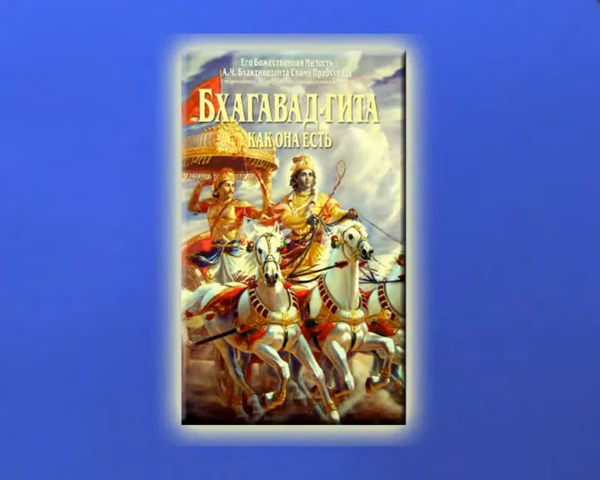 Его Божественная Милость
А.Ч. Бхактиведанта Свами Прабхупада
БХАГАВАД-ГИТА
КАК ОНА ЕСТЬ